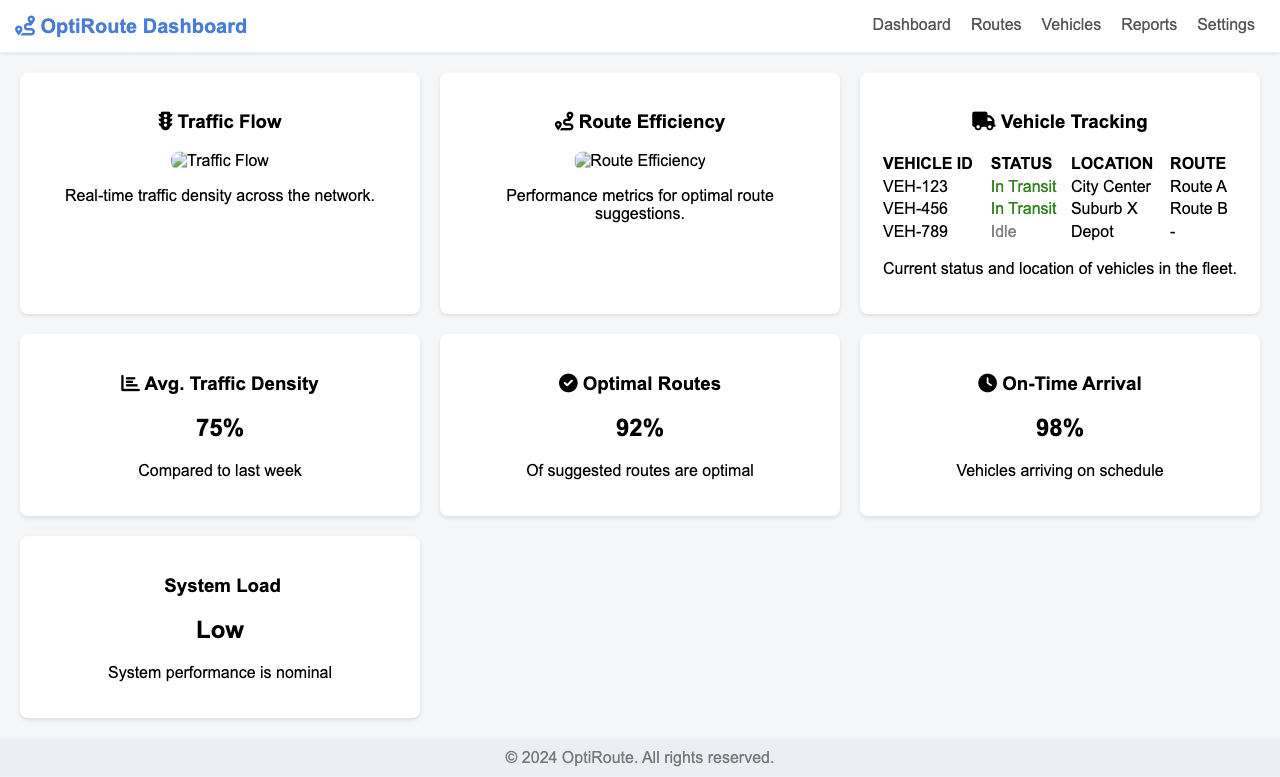 OptiRoute Dashboard
Dashboard Routes Vehicles Reports Settings
Traffic Flow
Traffic Flow
Real-time traffic density across the network.
Route Efficiency
Route Efficiency
Performance metrics for optimal route
suggestions.
Vehicle Tracking
VEHICLE ID STATUS LOCATION ROUTE
VEH-123 In Transit City Center Route A
VEH-456 In Transit Suburb X Route B
VEH-789 Idle Depot -
Current status and location of vehicles in the fleet.
Avg. Traffic Density
75%
Compared to last week
Optimal Routes
92%
Of suggested routes are optimal
On-Time Arrival
98%
Vehicles arriving on schedule
System Load
Low
System performance is nominal
© 2024 OptiRoute. All rights reserved.